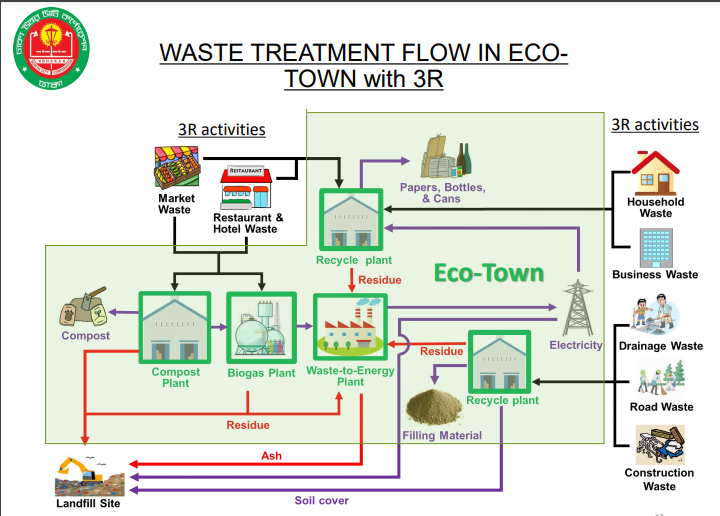 WASTE TREATMENT FLOW IN ECO-
TOWN with 3R
3R activities
3R activities
RESTAURANT
Market
Waste
Restaurant &
Hotel Waste
Papers, Bottles,
& Cans
Household
Waste
Business Waste
Recycle plant
Residue
Eco-Town
Compost
Compost
Plant
Biogas Plant
Waste-to-Energy
Plant
Residue
Electricity
Drainage Waste
Recycle plant
Road Waste
Residue
Filling Material
Ash
Construction
Waste
Landfill Site
Soil cover